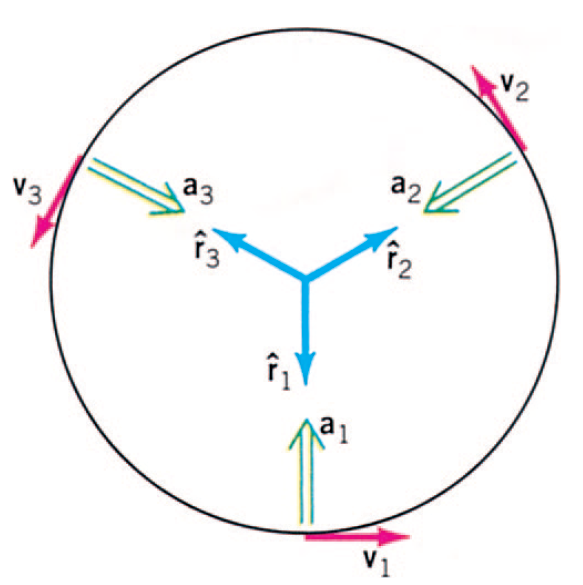 v₂
v₃
a₃
a₂
r̂₃
r̂₂
r̂₁
a₁
v₁